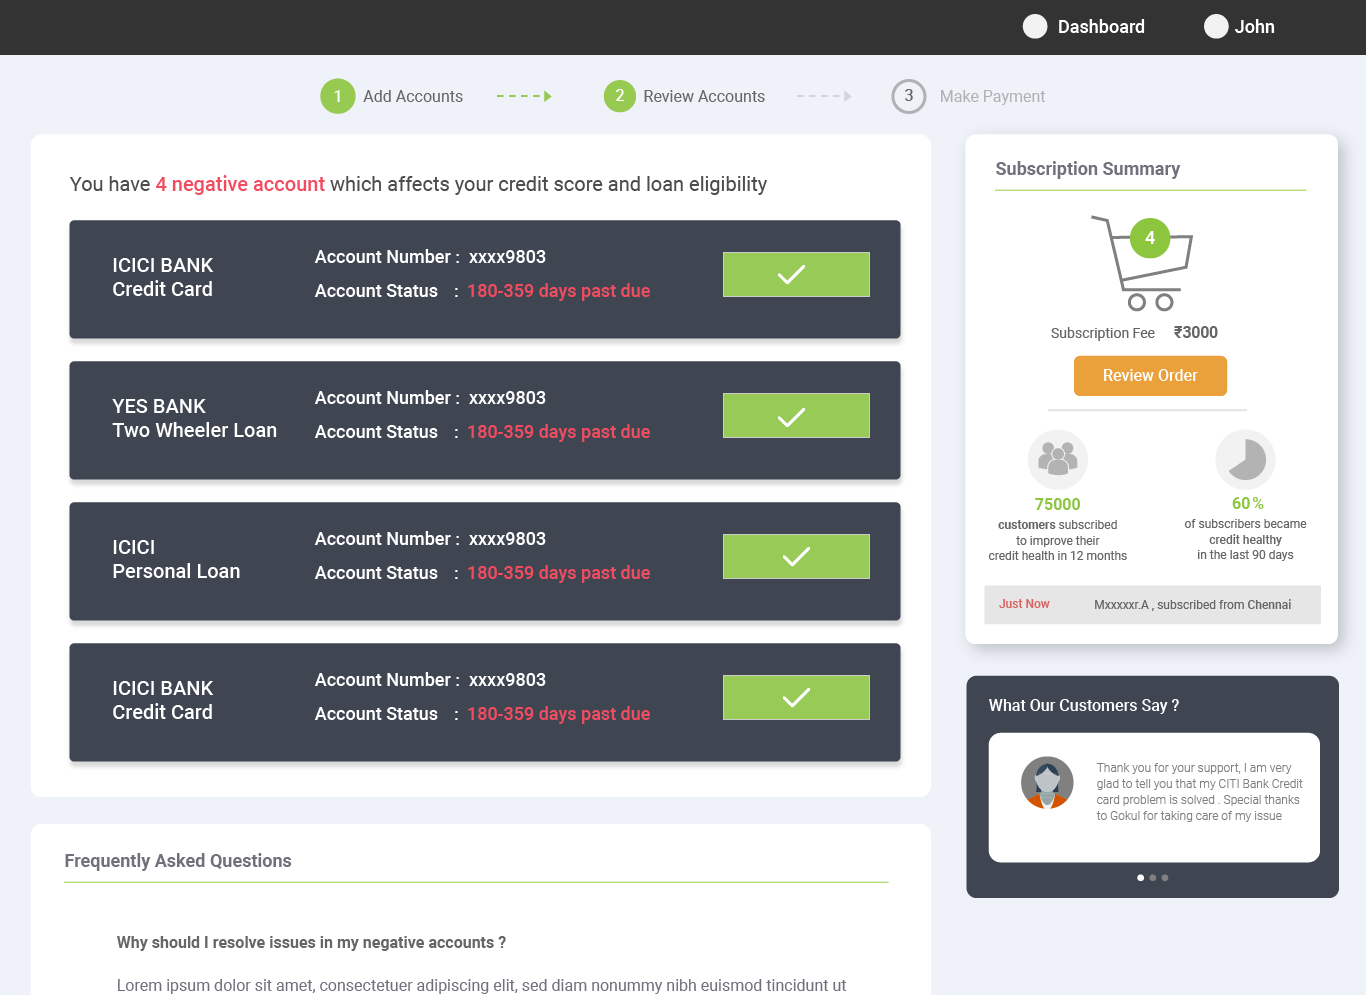 Dashboard
John
1 Add Accounts
2 Review Accounts
3 Make Payment
You have 4 negative account which affects your credit score and loan eligibility
ICICI BANK
Credit Card
Account Number : xxxx9803
Account Status : 180-359 days past due
YES BANK
Two Wheeler Loan
Account Number : xxxx9803
Account Status : 180-359 days past due
ICICI
Personal Loan
Account Number : xxxx9803
Account Status : 180-359 days past due
ICICI BANK
Credit Card
Account Number : xxxx9803
Account Status : 180-359 days past due
Subscription Summary
4
Subscription Fee ₹3000
Review Order
75000
customers subscribed
to improve their
credit health in 12 months
60%
of subscribers became
credit healthy
in the last 90 days
Just Now Mxxxxxr.A , subscribed from Chennai
What Our Customers Say ?
Thank you for your support, I am very
glad to tell you that my CITI Bank Credit
card problem is solved . Special thanks
to Gokul for taking care of my issue
Frequently Asked Questions
Why should I resolve issues in my negative accounts ?
Lorem ipsum dolor sit amet, consectetuer adipiscing elit, sed diam nonummy nibh euismod tincidunt ut